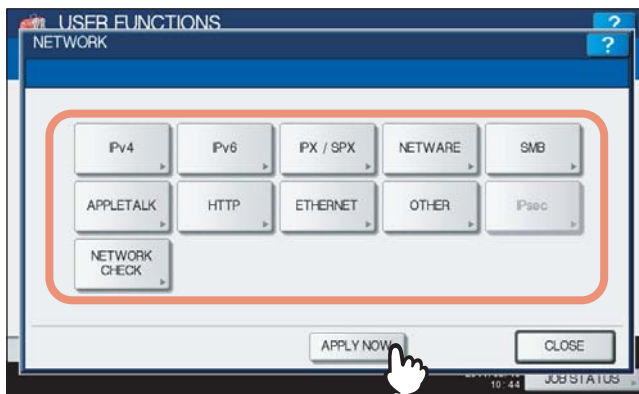 USER FUNCTIONS ?
NETWORK ?
IPv4 IPv6 IPX / SPX NETWARE SMB
APPLETALK HTTP ETHERNET OTHER IPsec
NETWORK
CHECK
APPLY NOW CLOSE
10:44 JOB STATUS